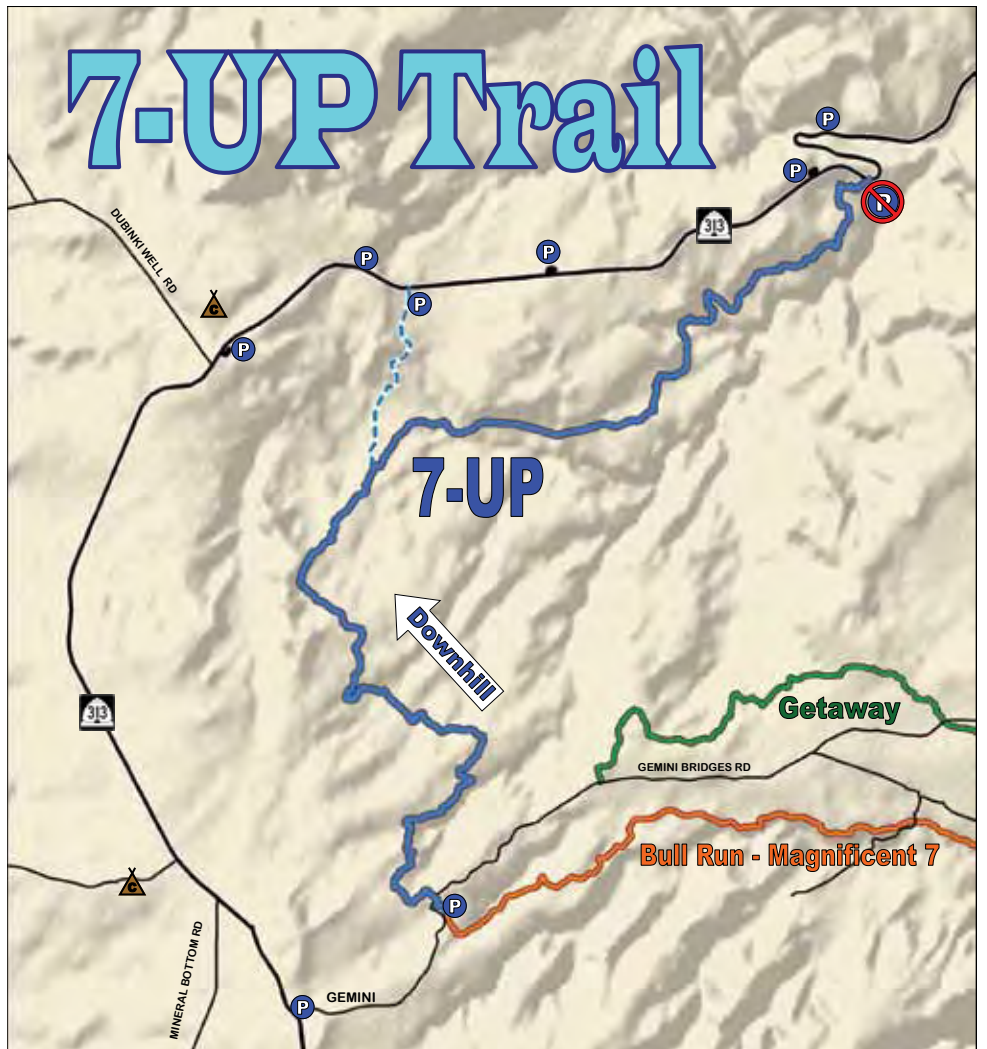 7-UP Trail
P
P
P
313
DUBINKI WELL RD
P
P
P
C
P
P
7-UP
Downhill
313
Getaway
GEMINI BRIDGES RD
Bull Run - Magnificent 7
C
P
MINERAL BOTTOM RD
P
GEMINI